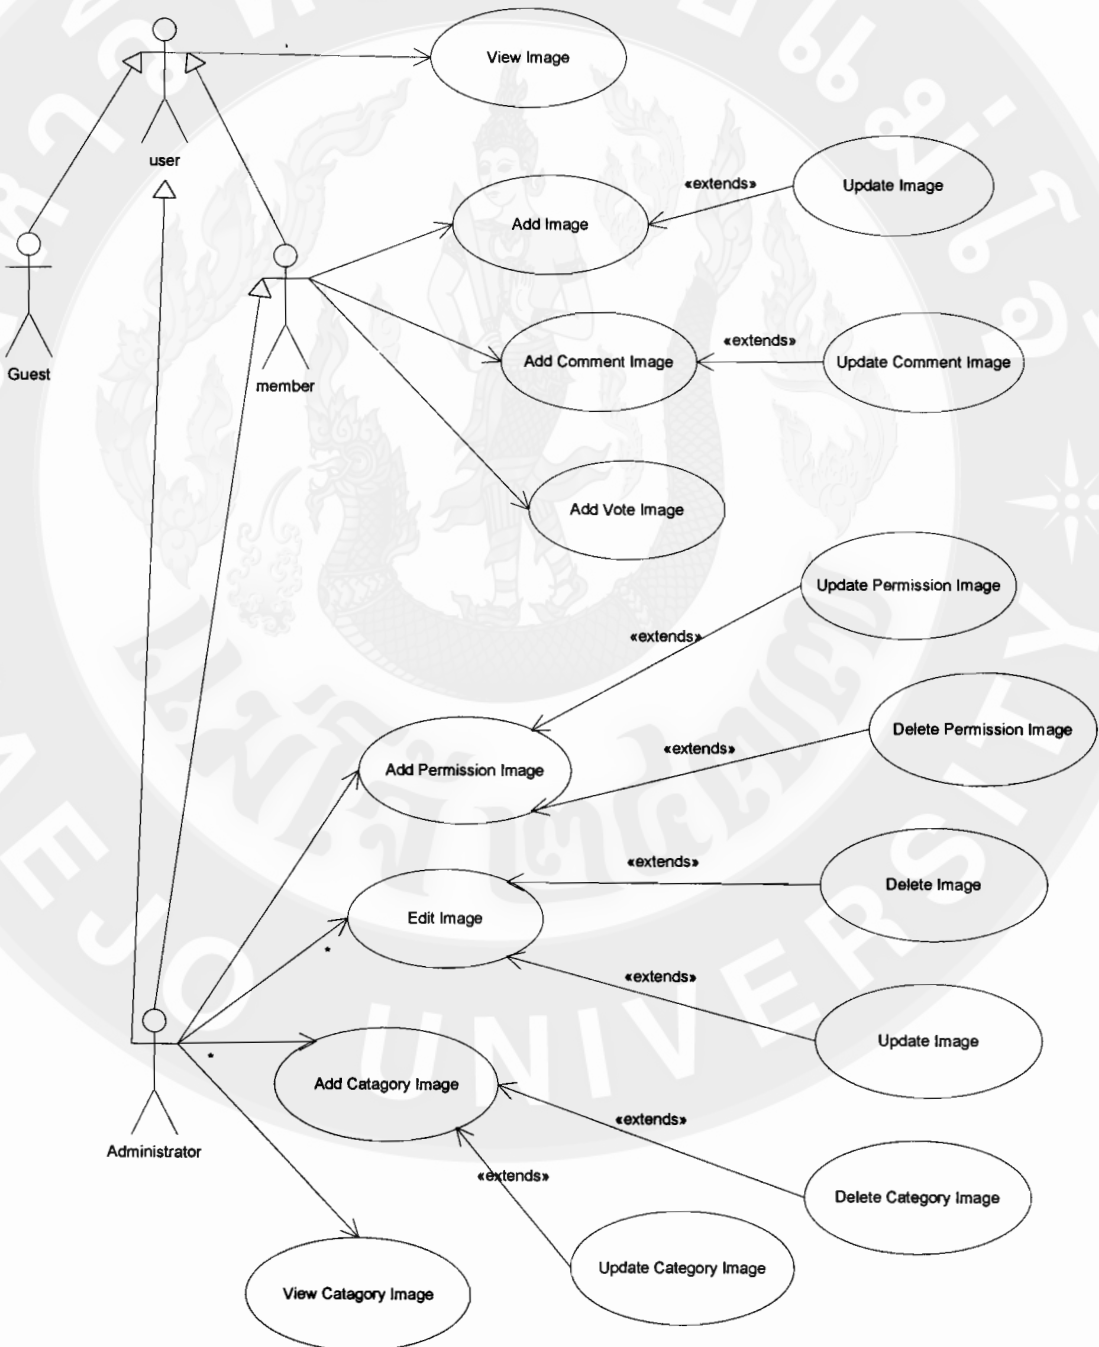 View Image
user
Update Image
«extends»
Add Image
Guest
member
«extends»
Add Comment Image
Update Comment Image
Add Vote Image
Update Permission Image
«extends»
Delete Permission Image
«extends»
Add Permission Image
«extends»
Delete Image
Edit Image
*
«extends»
Update Image
*
Add Catagory Image
«extends»
Administrator
«extends»
Delete Category Image
Update Category Image
View Catagory Image
UNIVERSITY